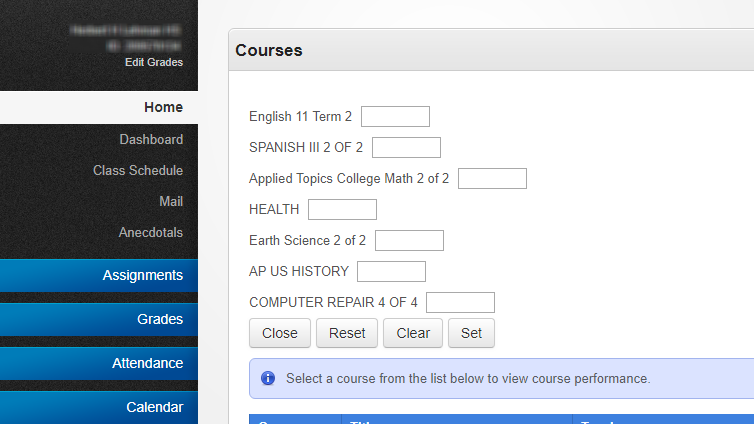 Edit Grades
Home
Dashboard
Class Schedule
Mail
Anecdotals
Assignments
Grades
Attendance
Calendar
Courses
English 11 Term 2
SPANISH III 2 OF 2
Applied Topics College Math 2 of 2
HEALTH
Earth Science 2 of 2
AP US HISTORY
COMPUTER REPAIR 4 OF 4
Close Reset Clear Set
Select a course from the list below to view course performance.